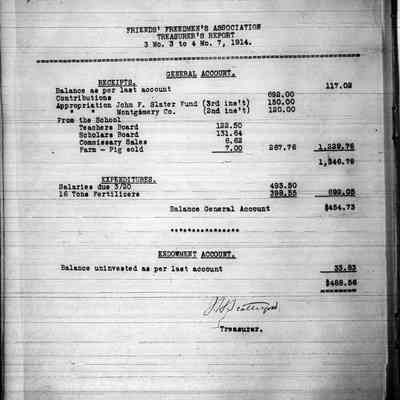 FRIENDS' FREEDMEN'S ASSOCIATION
TREASURER'S REPORT
3 Mo. 3 to 4 Mo. 7, 1914.
GENERAL ACCOUNT.
RECEIPTS.
Balance as per last account 117.02
Contributions 692.00
Appropriation John F. Slater Fund (3rd ins't) 150.00
" " Montgomery Co. (2nd ins't) 120.00
From the School
Teachers Board 122.50
Scholars Board 131.64
Commissary Sales 6.62
Farm - Pig sold 7.00 267.76 1,229.76
1,346.78
EXPENDITURES.
Salaries due 3/20 493.50
16 Tons Fertilizers 398.55 892.05
Balance General Account $454.73
***************
ENDOWMENT ACCOUNT.
Balance uninvested as per last account 33.83
$488.56
Treasurer.